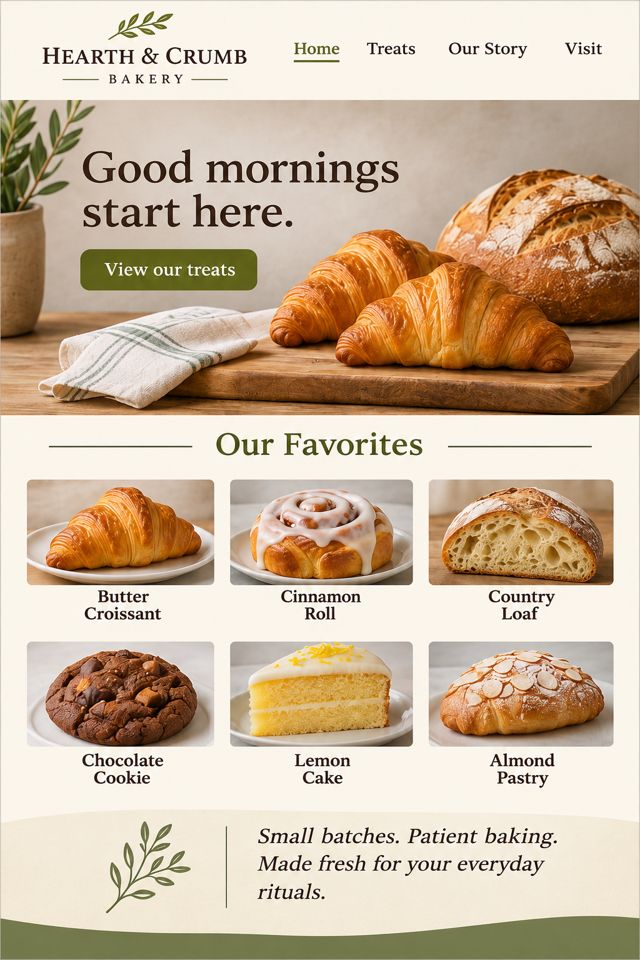 HEARTH & CRUMB
BAKERY
Home Treats Our Story Visit
Good mornings
start here.
View our treats
Our Favorites
Butter
Croissant
Cinnamon
Roll
Country
Loaf
Chocolate
Cookie
Lemon
Cake
Almond
Pastry
Small batches. Patient baking.
Made fresh for your everyday
rituals.